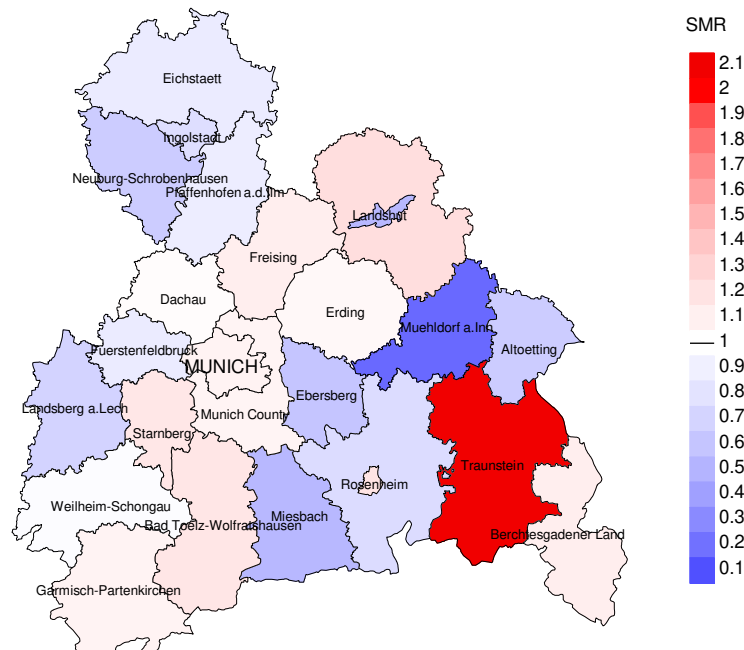 SMR
Eichstaett
2.1
2
1.9
Ingolstadt
1.8
Neuburg-Schrobenhausen
1.7
Pfaffenhofen a.d.Ilm
1.6
Landshut
1.5
1.4
Freising
1.3
Dachau
1.2
Erding
1.1
Muehldorf a.Inn
1
Fuerstenfeldbruck
Altoetting
0.9
MUNICH
0.8
Ebersberg
Landsberg a.Lech
0.7
Munich County
0.6
Starnberg
0.5
Traunstein
0.4
Rosenheim
0.3
Weilheim-Schongau
Miesbach
0.2
Bad Toelz-Wolfratshausen
Berchtesgadener Land
0.1
Garmisch-Partenkirchen